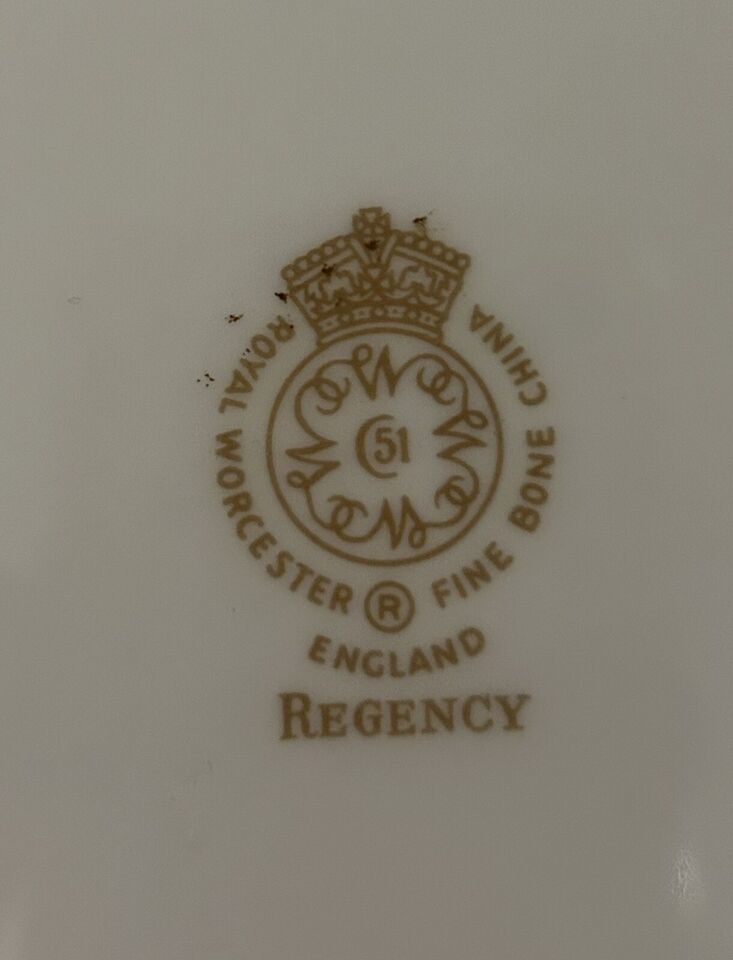 ROYAL WORCESTER ® FINE BONE CHINA
51
ENGLAND
REGENCY